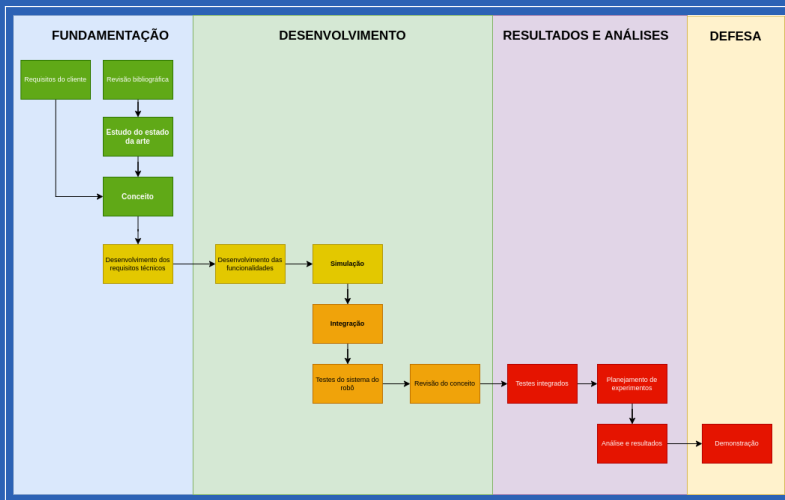 FUNDAMENTAÇÃO
DESENVOLVIMENTO
RESULTADOS E ANÁLISES
DEFESA
Requisitos do cliente
Revisão bibliográfica
Estudo do estado
da arte
Conceito
Desenvolvimento dos
requisitos técnicos
Desenvolvimento das
funcionalidades
Simulação
Integração
Testes do sistema do
robô
Revisão do conceito
Testes integrados
Planejamento de
experimentos
Análise e resultados
Demonstração